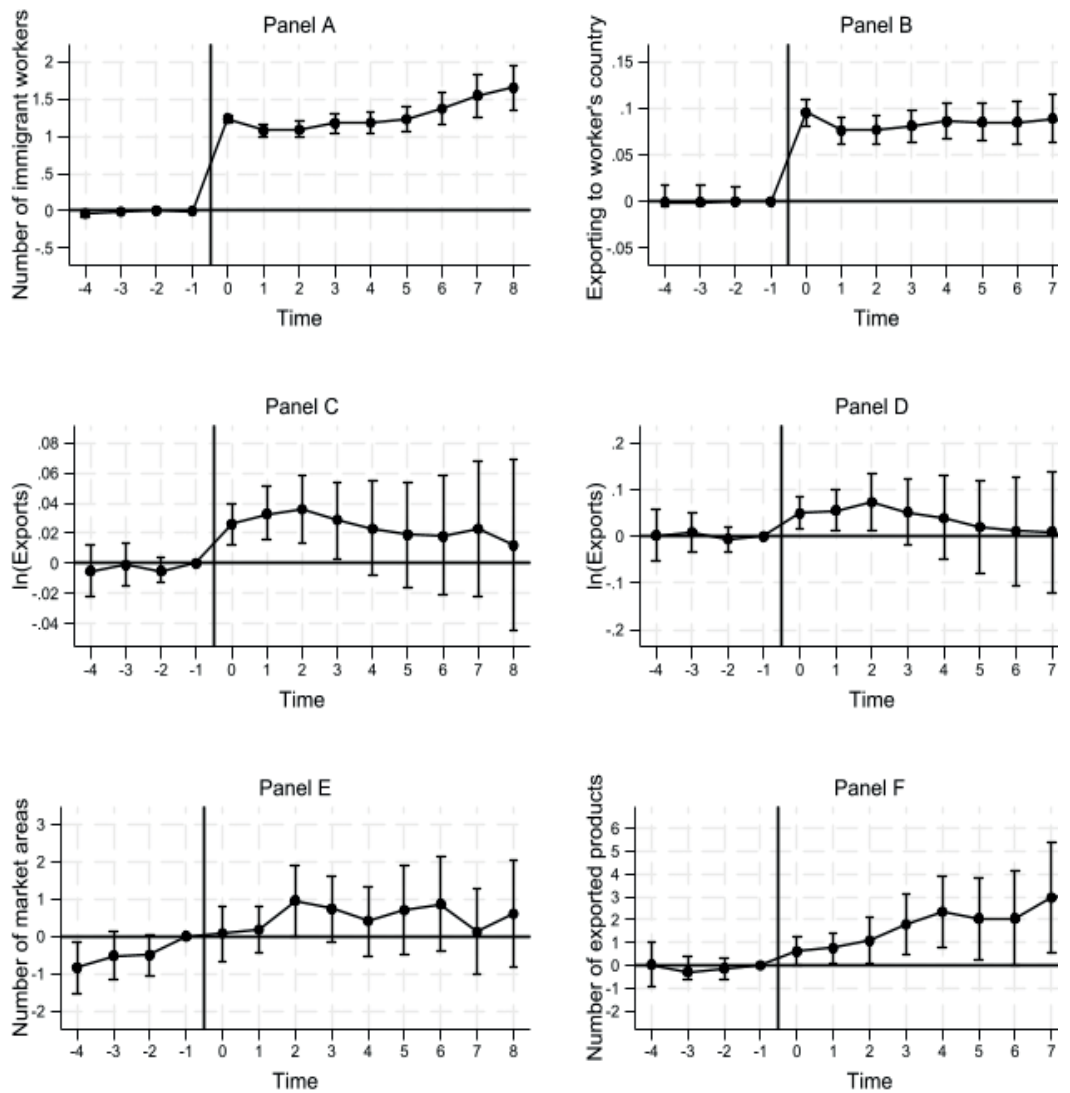 Panel A
Number of immigrant workers
2
1.5
1
.5
0
-.5
-4 -3 -2 -1 0 1 2 3 4 5 6 7 8
Time
Panel B
Exporting to worker's country
.15
.1
.05
0
-.05
-4 -3 -2 -1 0 1 2 3 4 5 6 7
Time
Panel C
ln(Exports)
.08
.06
.04
.02
0
-.02
-.04
-4 -3 -2 -1 0 1 2 3 4 5 6 7 8
Time
Panel D
ln(Exports)
.2
.1
0
-.1
-.2
-4 -3 -2 -1 0 1 2 3 4 5 6 7
Time
Panel E
Number of market areas
3
2
1
0
-1
-2
-4 -3 -2 -1 0 1 2 3 4 5 6 7 8
Time
Panel F
Number of exported products
6
5
4
3
2
1
0
-1
-2
-4 -3 -2 -1 0 1 2 3 4 5 6 7
Time